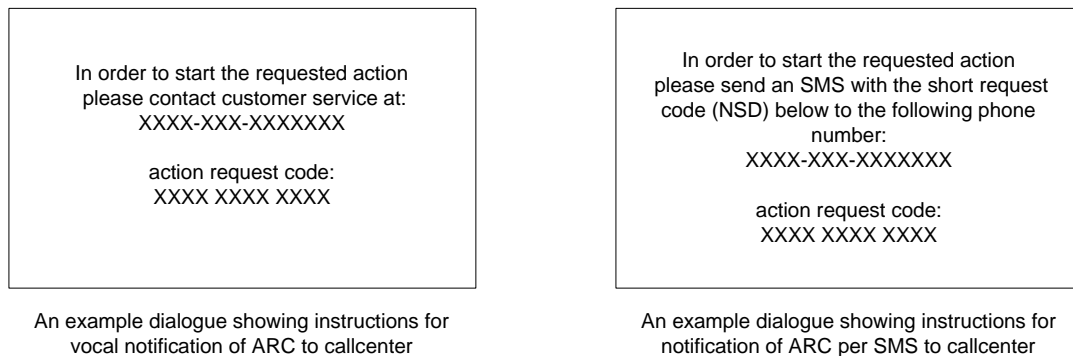 In order to start the requested action
please contact customer service at:
XXXX-XXX-XXXXXXX
action request code:
XXXX XXXX XXXX
An example dialogue showing instructions for
vocal notification of ARC to callcenter
In order to start the requested action
please send an SMS with the short request
code (NSD) below to the following phone
number:
XXXX-XXX-XXXXXXX
action request code:
XXXX XXXX XXXX
An example dialogue showing instructions for
notification of ARC per SMS to callcenter